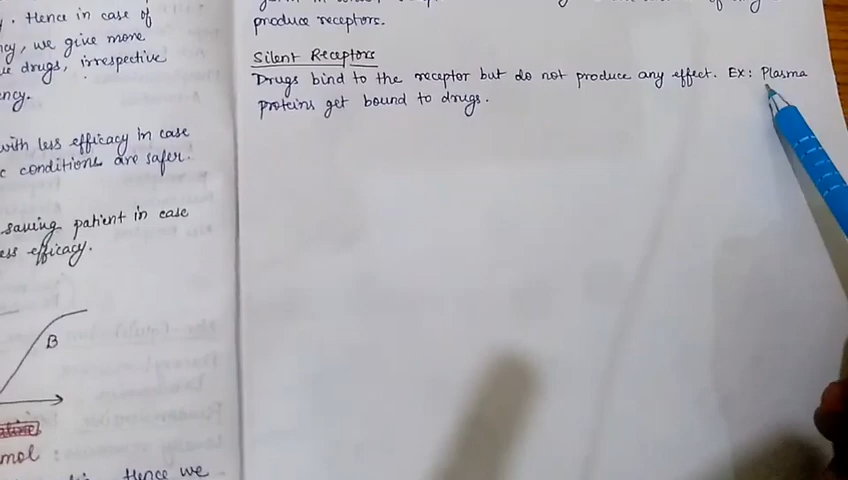 . Hence in case of
cy, we give more
drugs, irrespective
ency.
with less efficacy in case
c conditions are safer.
saving patient in case
ess efficacy.
B
mol
Hence we
produce receptors.
Silent Receptors
Drugs bind to the receptor but do not produce any effect. Ex: Plasma
proteins get bound to drugs.